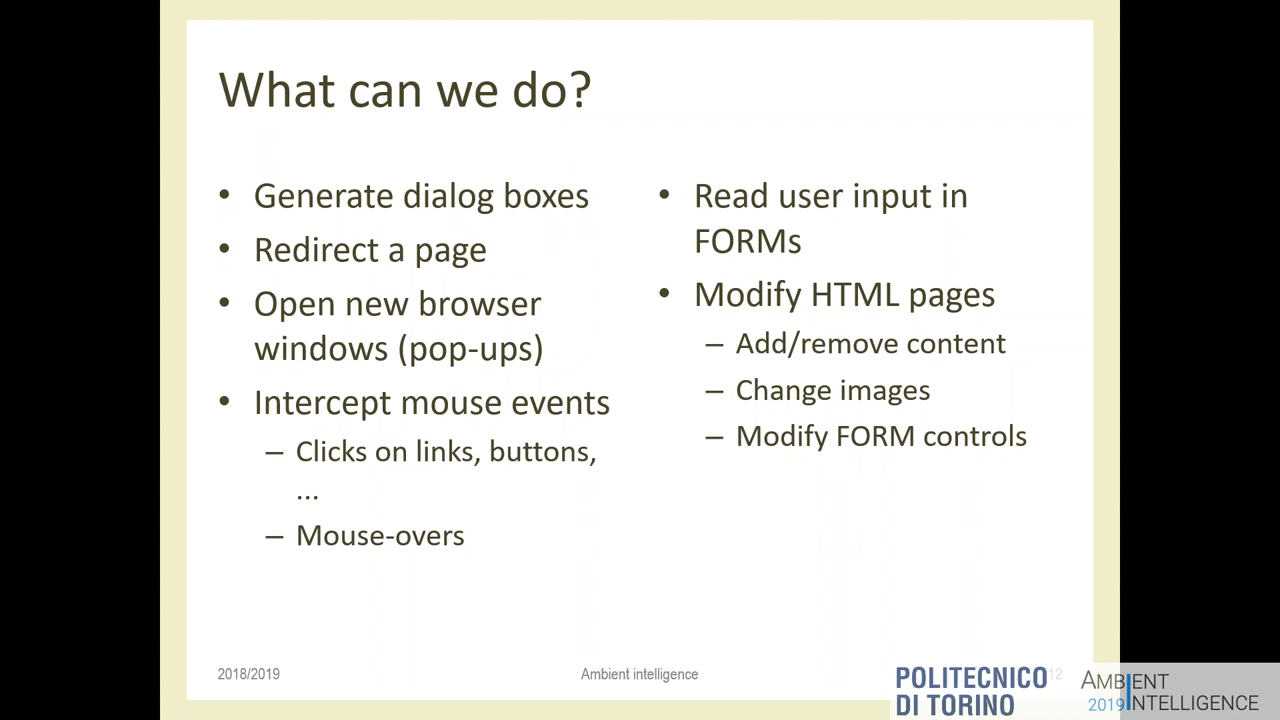 What can we do?
• Generate dialog boxes
• Redirect a page
• Open new browser
windows (pop-ups)
• Intercept mouse events
– Clicks on links, buttons,
...
– Mouse-overs
• Read user input in
FORMs
• Modify HTML pages
– Add/remove content
– Change images
– Modify FORM controls
2018/2019
Ambient intelligence
12
POLITECNICO
DI TORINO
AMBIENT
2019 INTELLIGENCE